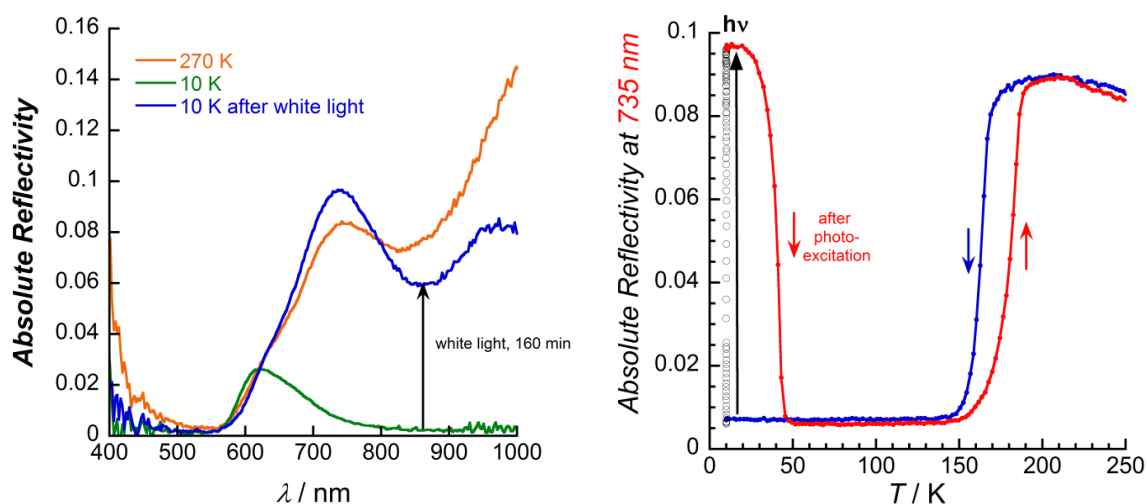 Absolute Reflectivity
0.16
0.14
0.12
0.10
0.08
0.06
0.04
0.02
0
270 K
10 K
10 K after white light
white light, 160 min
400 500 600 700 800 900 1000
λ / nm
Absolute Reflectivity at 735 nm
0.1
0.08
0.06
0.04
0.02
0
hν
after
photo-
excitation
0 50 100 150 200 250
T / K